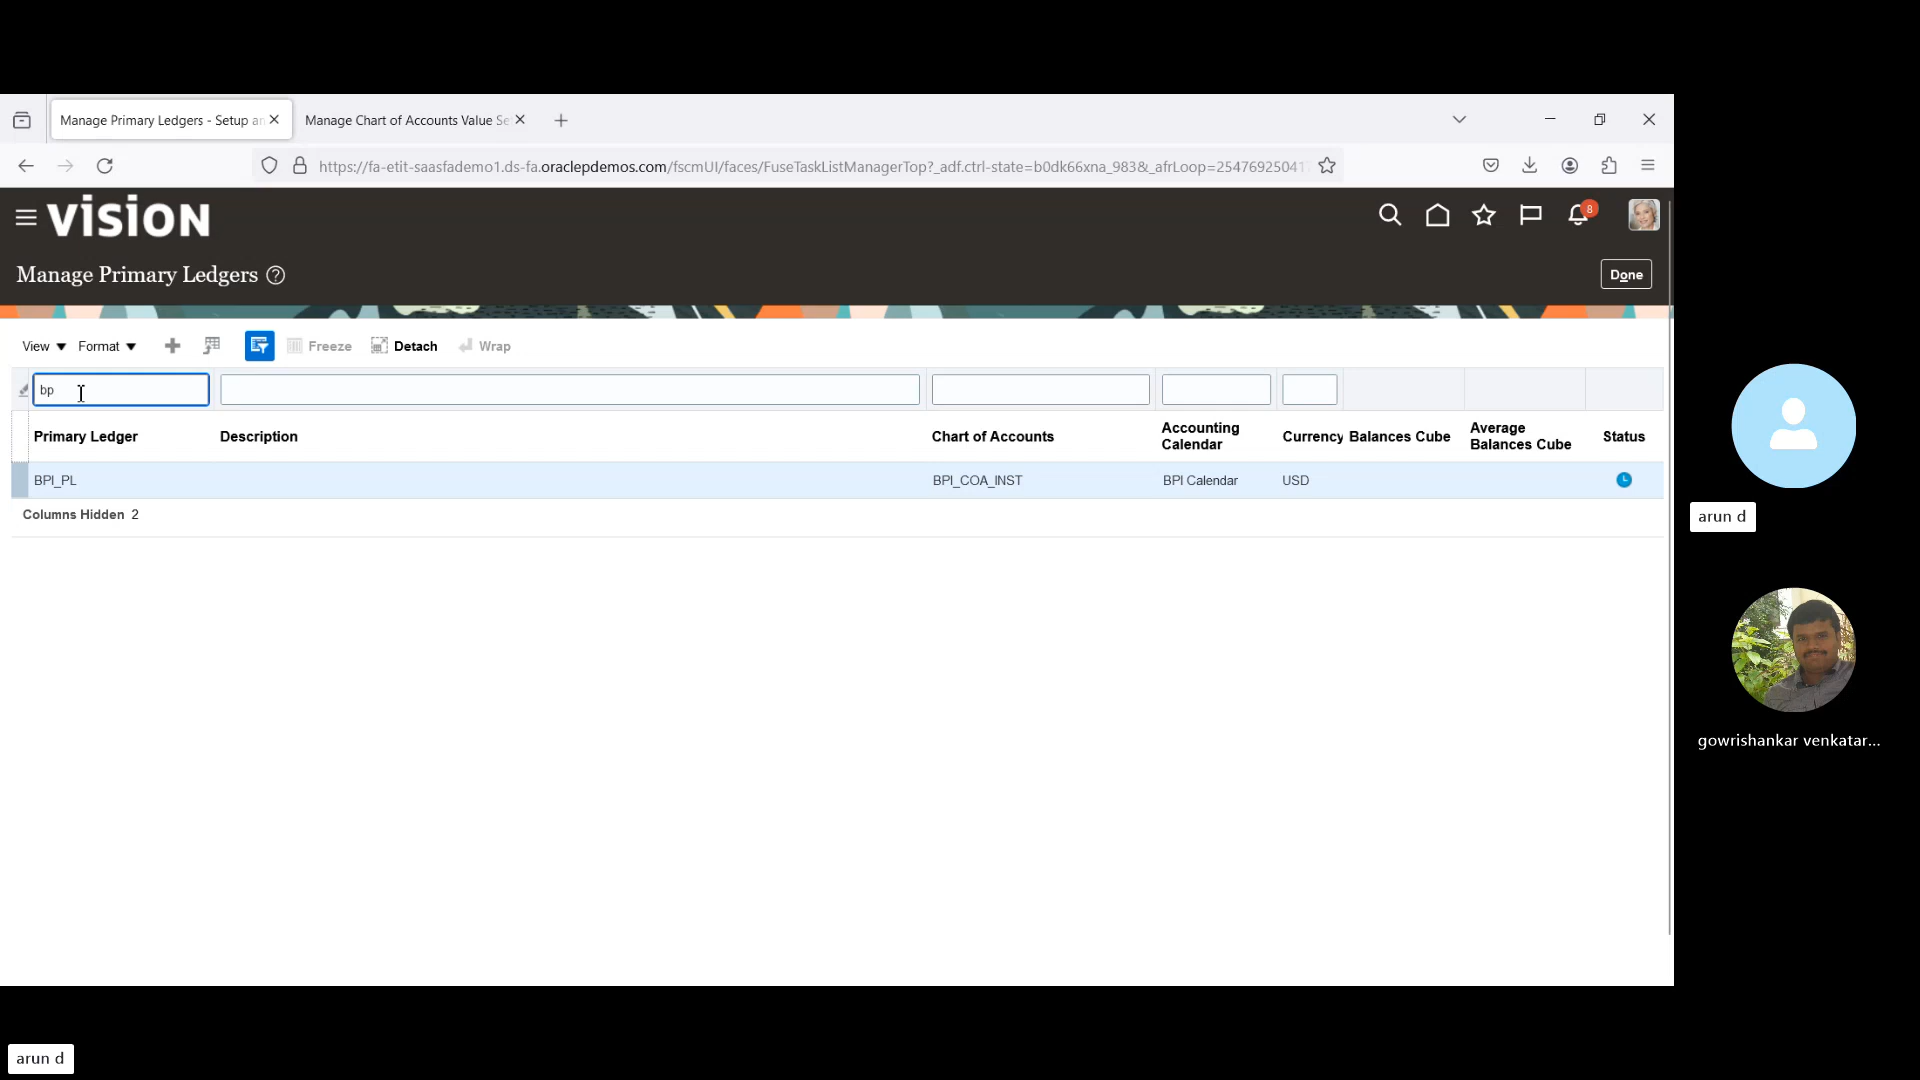 Manage Primary Ledgers - Setup an
Manage Chart of Accounts Value Se
https://fa-etit-saasfademo1.ds-fa.oraclepdemos.com/fscmUI/faces/FuseTaskListManagerTop?_adf.ctrl-state=b0dk66xna_983&_afrLoop=25476925041
VISION
8
Manage Primary Ledgers ?
Done
View Format Freeze Detach Wrap
bp
Primary Ledger Description Chart of Accounts Accounting Calendar Currency Balances Cube Average Balances Cube Status
BPI_PL BPI_COA_INST BPI Calendar USD
Columns Hidden 2
arun d
gowrishankar venkatar...
arun d